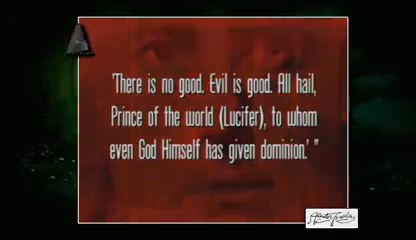 'There is no good. Evil is good. All hail,
Prince of the world (Lucifer), to whom
even God Himself has given dominion.' "